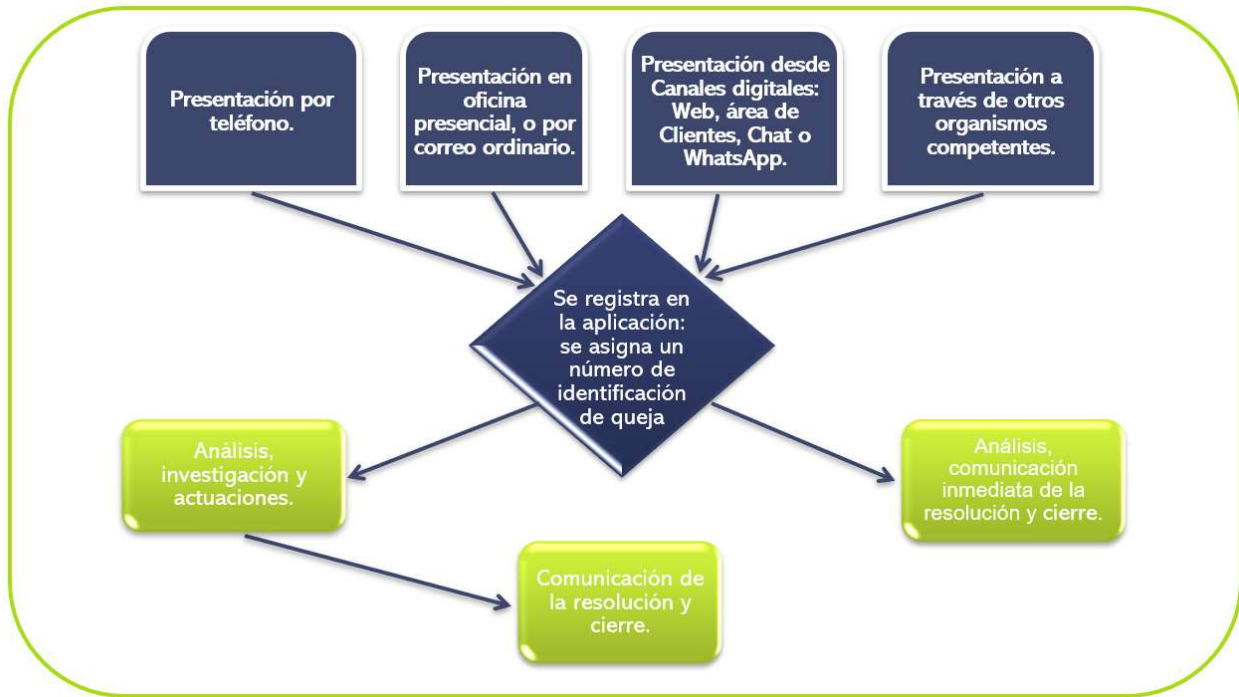 Presentación por
teléfono.
Presentación en
oficina
presencial, o por
correo ordinario.
Presentación desde
Canales digitales:
Web, área de
Clientes, Chat o
WhatsApp.
Presentación a
través de otros
organismos
competentes.
Se registra en
la aplicación:
se asigna un
número de
identificación
de queja
Análisis,
investigación y
actuaciones.
Análisis,
comunicación
inmediata de la
resolución y cierre.
Comunicación de
la resolución y
cierre.